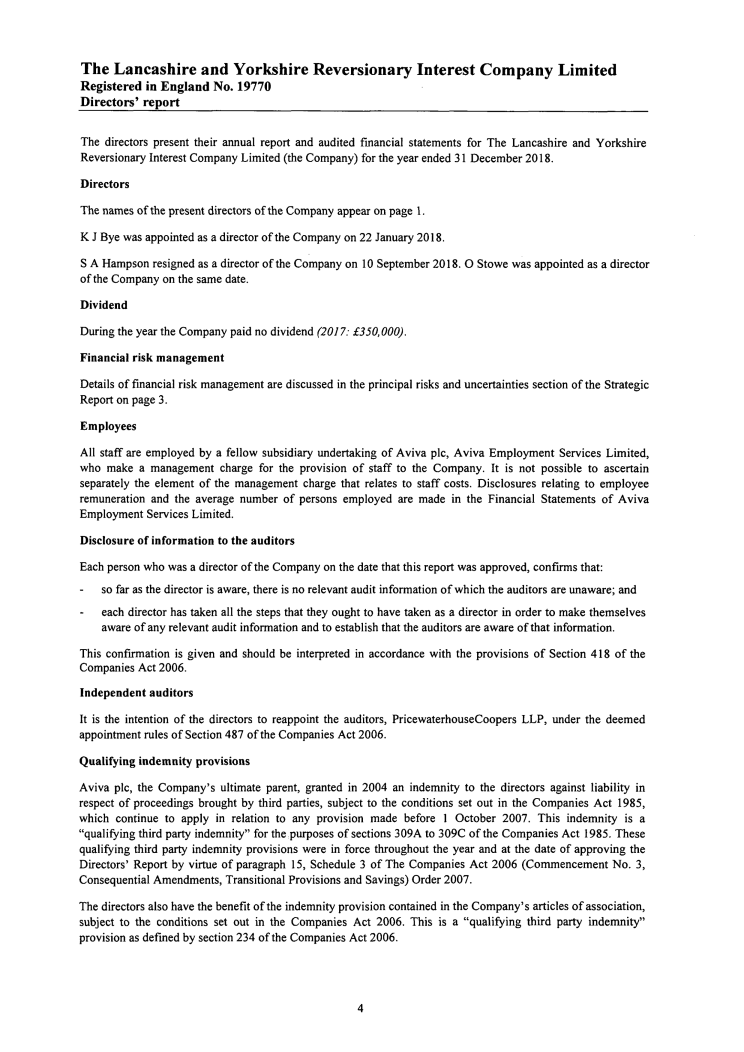 The Lancashire and Yorkshire Reversionary Interest Company Limited
Registered in England No. 19770
Directors' report
The directors present their annual report and audited financial statements for The Lancashire and Yorkshire
Reversionary Interest Company Limited (the Company) for the year ended 31 December 2018.
Directors
The names of the present directors of the Company appear on page 1.
K J Bye was appointed as a director of the Company on 22 January 2018.
S A Hampson resigned as a director of the Company on 10 September 2018. O Stowe was appointed as a director
of the Company on the same date.
Dividend
During the year the Company paid no dividend (2017: £350,000).
Financial risk management
Details of financial risk management are discussed in the principal risks and uncertainties section of the Strategic
Report on page 3.
Employees
All staff are employed by a fellow subsidiary undertaking of Aviva plc, Aviva Employment Services Limited,
who make a management charge for the provision of staff to the Company. It is not possible to ascertain
separately the element of the management charge that relates to staff costs. Disclosures relating to employee
remuneration and the average number of persons employed are made in the Financial Statements of Aviva
Employment Services Limited.
Disclosure of information to the auditors
Each person who was a director of the Company on the date that this report was approved, confirms that:
- so far as the director is aware, there is no relevant audit information of which the auditors are unaware; and
- each director has taken all the steps that they ought to have taken as a director in order to make themselves
aware of any relevant audit information and to establish that the auditors are aware of that information.
This confirmation is given and should be interpreted in accordance with the provisions of Section 418 of the
Companies Act 2006.
Independent auditors
It is the intention of the directors to reappoint the auditors, PricewaterhouseCoopers LLP, under the deemed
appointment rules of Section 487 of the Companies Act 2006.
Qualifying indemnity provisions
Aviva plc, the Company's ultimate parent, granted in 2004 an indemnity to the directors against liability in
respect of proceedings brought by third parties, subject to the conditions set out in the Companies Act 1985,
which continue to apply in relation to any provision made before 1 October 2007. This indemnity is a
"qualifying third party indemnity" for the purposes of sections 309A to 309C of the Companies Act 1985. These
qualifying third party indemnity provisions were in force throughout the year and at the date of approving the
Directors' Report by virtue of paragraph 15, Schedule 3 of The Companies Act 2006 (Commencement No. 3,
Consequential Amendments, Transitional Provisions and Savings) Order 2007.
The directors also have the benefit of the indemnity provision contained in the Company's articles of association,
subject to the conditions set out in the Companies Act 2006. This is a "qualifying third party indemnity"
provision as defined by section 234 of the Companies Act 2006.
4